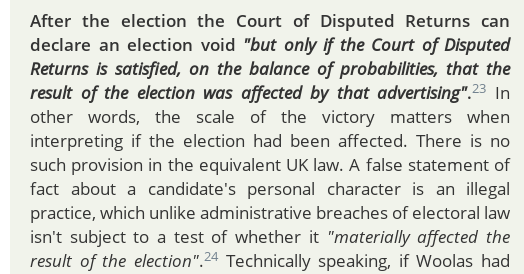 After the election the Court of Disputed Returns can
declare an election void "but only if the Court of Disputed
Returns is satisfied, on the balance of probabilities, that the
result of the election was affected by that advertising".23 In
other words, the scale of the victory matters when
interpreting if the election had been affected. There is no
such provision in the equivalent UK law. A false statement of
fact about a candidate's personal character is an illegal
practice, which unlike administrative breaches of electoral law
isn't subject to a test of whether it "materially affected the
result of the election".24 Technically speaking, if Woolas had